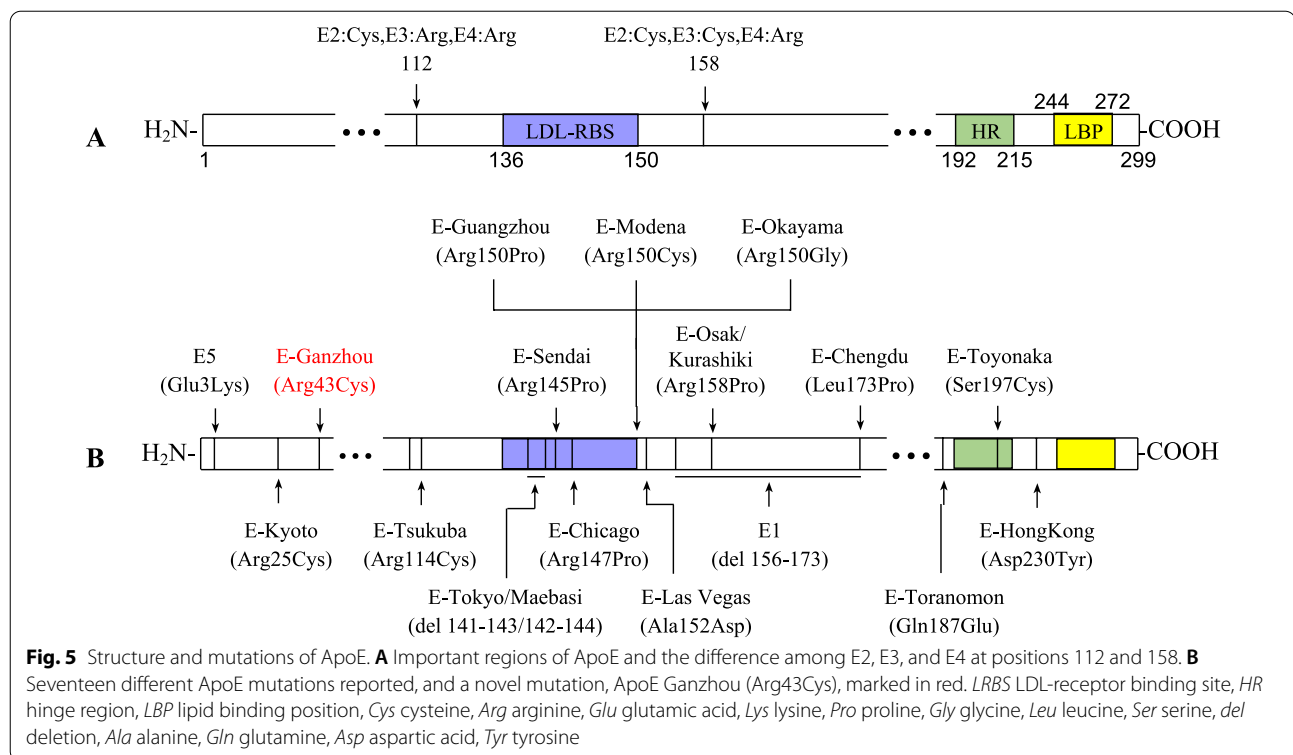 E2:Cys,E3:Arg,E4:Arg
112
E2:Cys,E3:Cys,E4:Arg
158
244 272
A
H₂N-
•••
LDL-RBS
•••
HR
LBP
-COOH
1
136
150
192
215
299
E-Guangzhou
(Arg150Pro)
E-Modena
(Arg150Cys)
E-Okayama
(Arg150Gly)
E5
(Glu3Lys)
E-Ganzhou
(Arg43Cys)
E-Sendai
(Arg145Pro)
E-Osak/
Kurashiki
(Arg158Pro)
E-Chengdu
(Leu173Pro)
E-Toyonaka
(Ser197Cys)
B
H₂N-
•••
•••
-COOH
E-Kyoto
(Arg25Cys)
E-Tsukuba
(Arg114Cys)
E-Chicago
(Arg147Pro)
E1
(del 156-173)
E-HongKong
(Asp230Tyr)
E-Tokyo/Maebasi
(del 141-143/142-144)
E-Las Vegas
(Ala152Asp)
E-Toranomon
(Gln187Glu)
Fig. 5 Structure and mutations of ApoE. A Important regions of ApoE and the difference among E2, E3, and E4 at positions 112 and 158. B
Seventeen different ApoE mutations reported, and a novel mutation, ApoE Ganzhou (Arg43Cys), marked in red. LRBS LDL-receptor binding site, HR
hinge region, LBP lipid binding position, Cys cysteine, Arg arginine, Glu glutamic acid, Lys lysine, Pro proline, Gly glycine, Leu leucine, Ser serine, del
deletion, Ala alanine, Gln glutamine, Asp aspartic acid, Tyr tyrosine